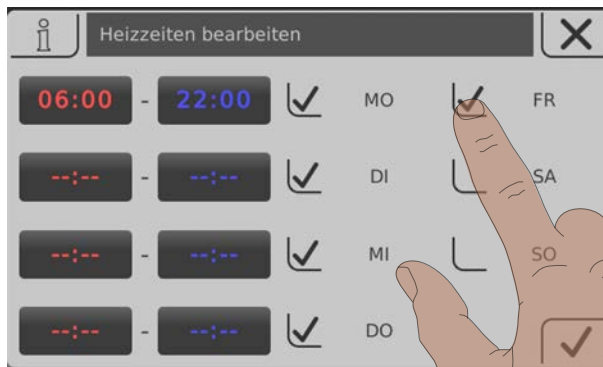 Heizzeiten bearbeiten
06:00 - 22:00 MO FR
--:-- - --:-- DI SA
--:-- - --:-- MI SO
--:-- - --:-- DO